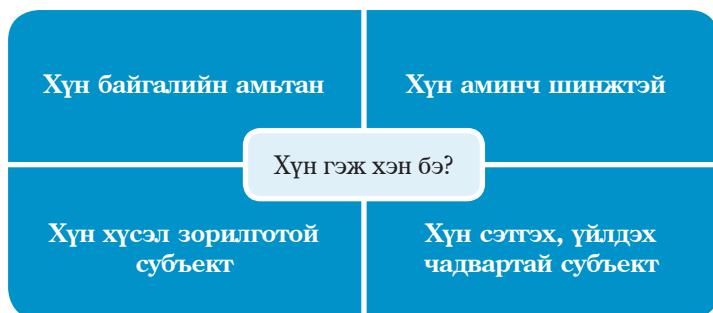 Хүн байгалийн амьтан
Хүн аминч шинжтэй
Хүн гэж хэн бэ?
Хүн хүсэл зорилготой
субъект
Хүн сэтгэх, үйлдэх
чадвартай субъект